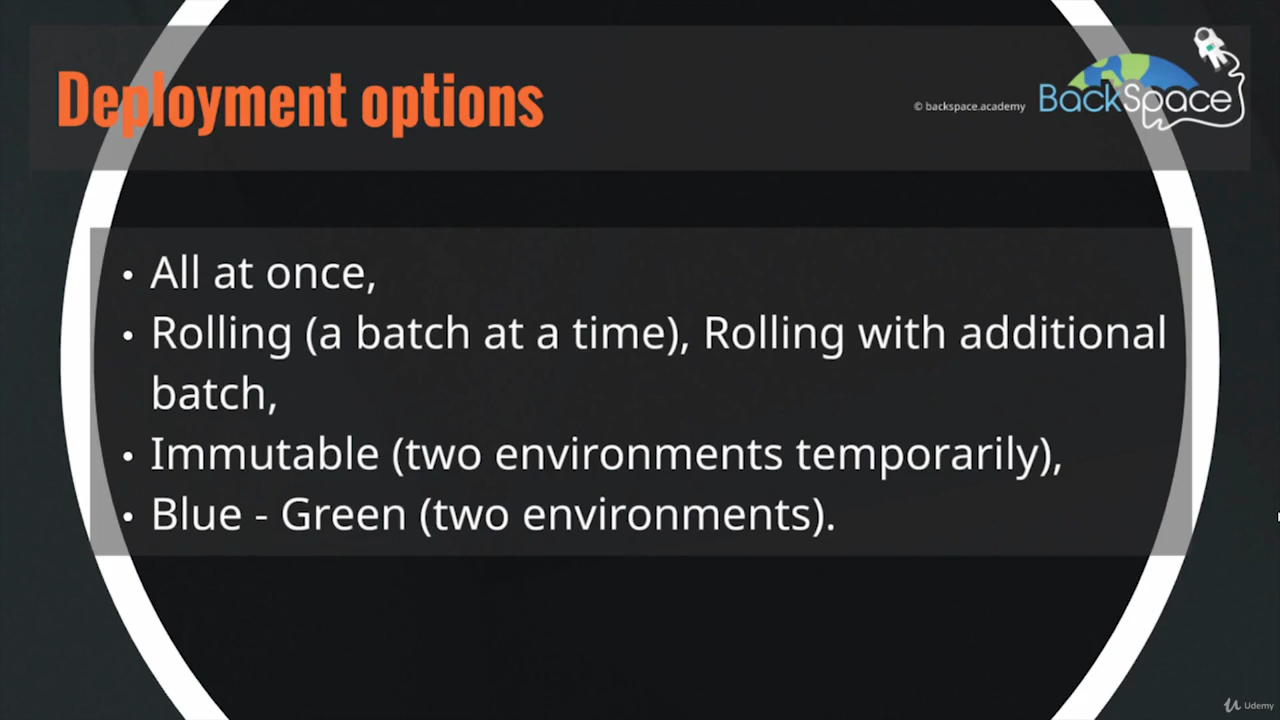 Deployment options
© backspace.academy
BackSpace
• All at once,
• Rolling (a batch at a time), Rolling with additional
batch,
• Immutable (two environments temporarily),
• Blue - Green (two environments).
Udemy